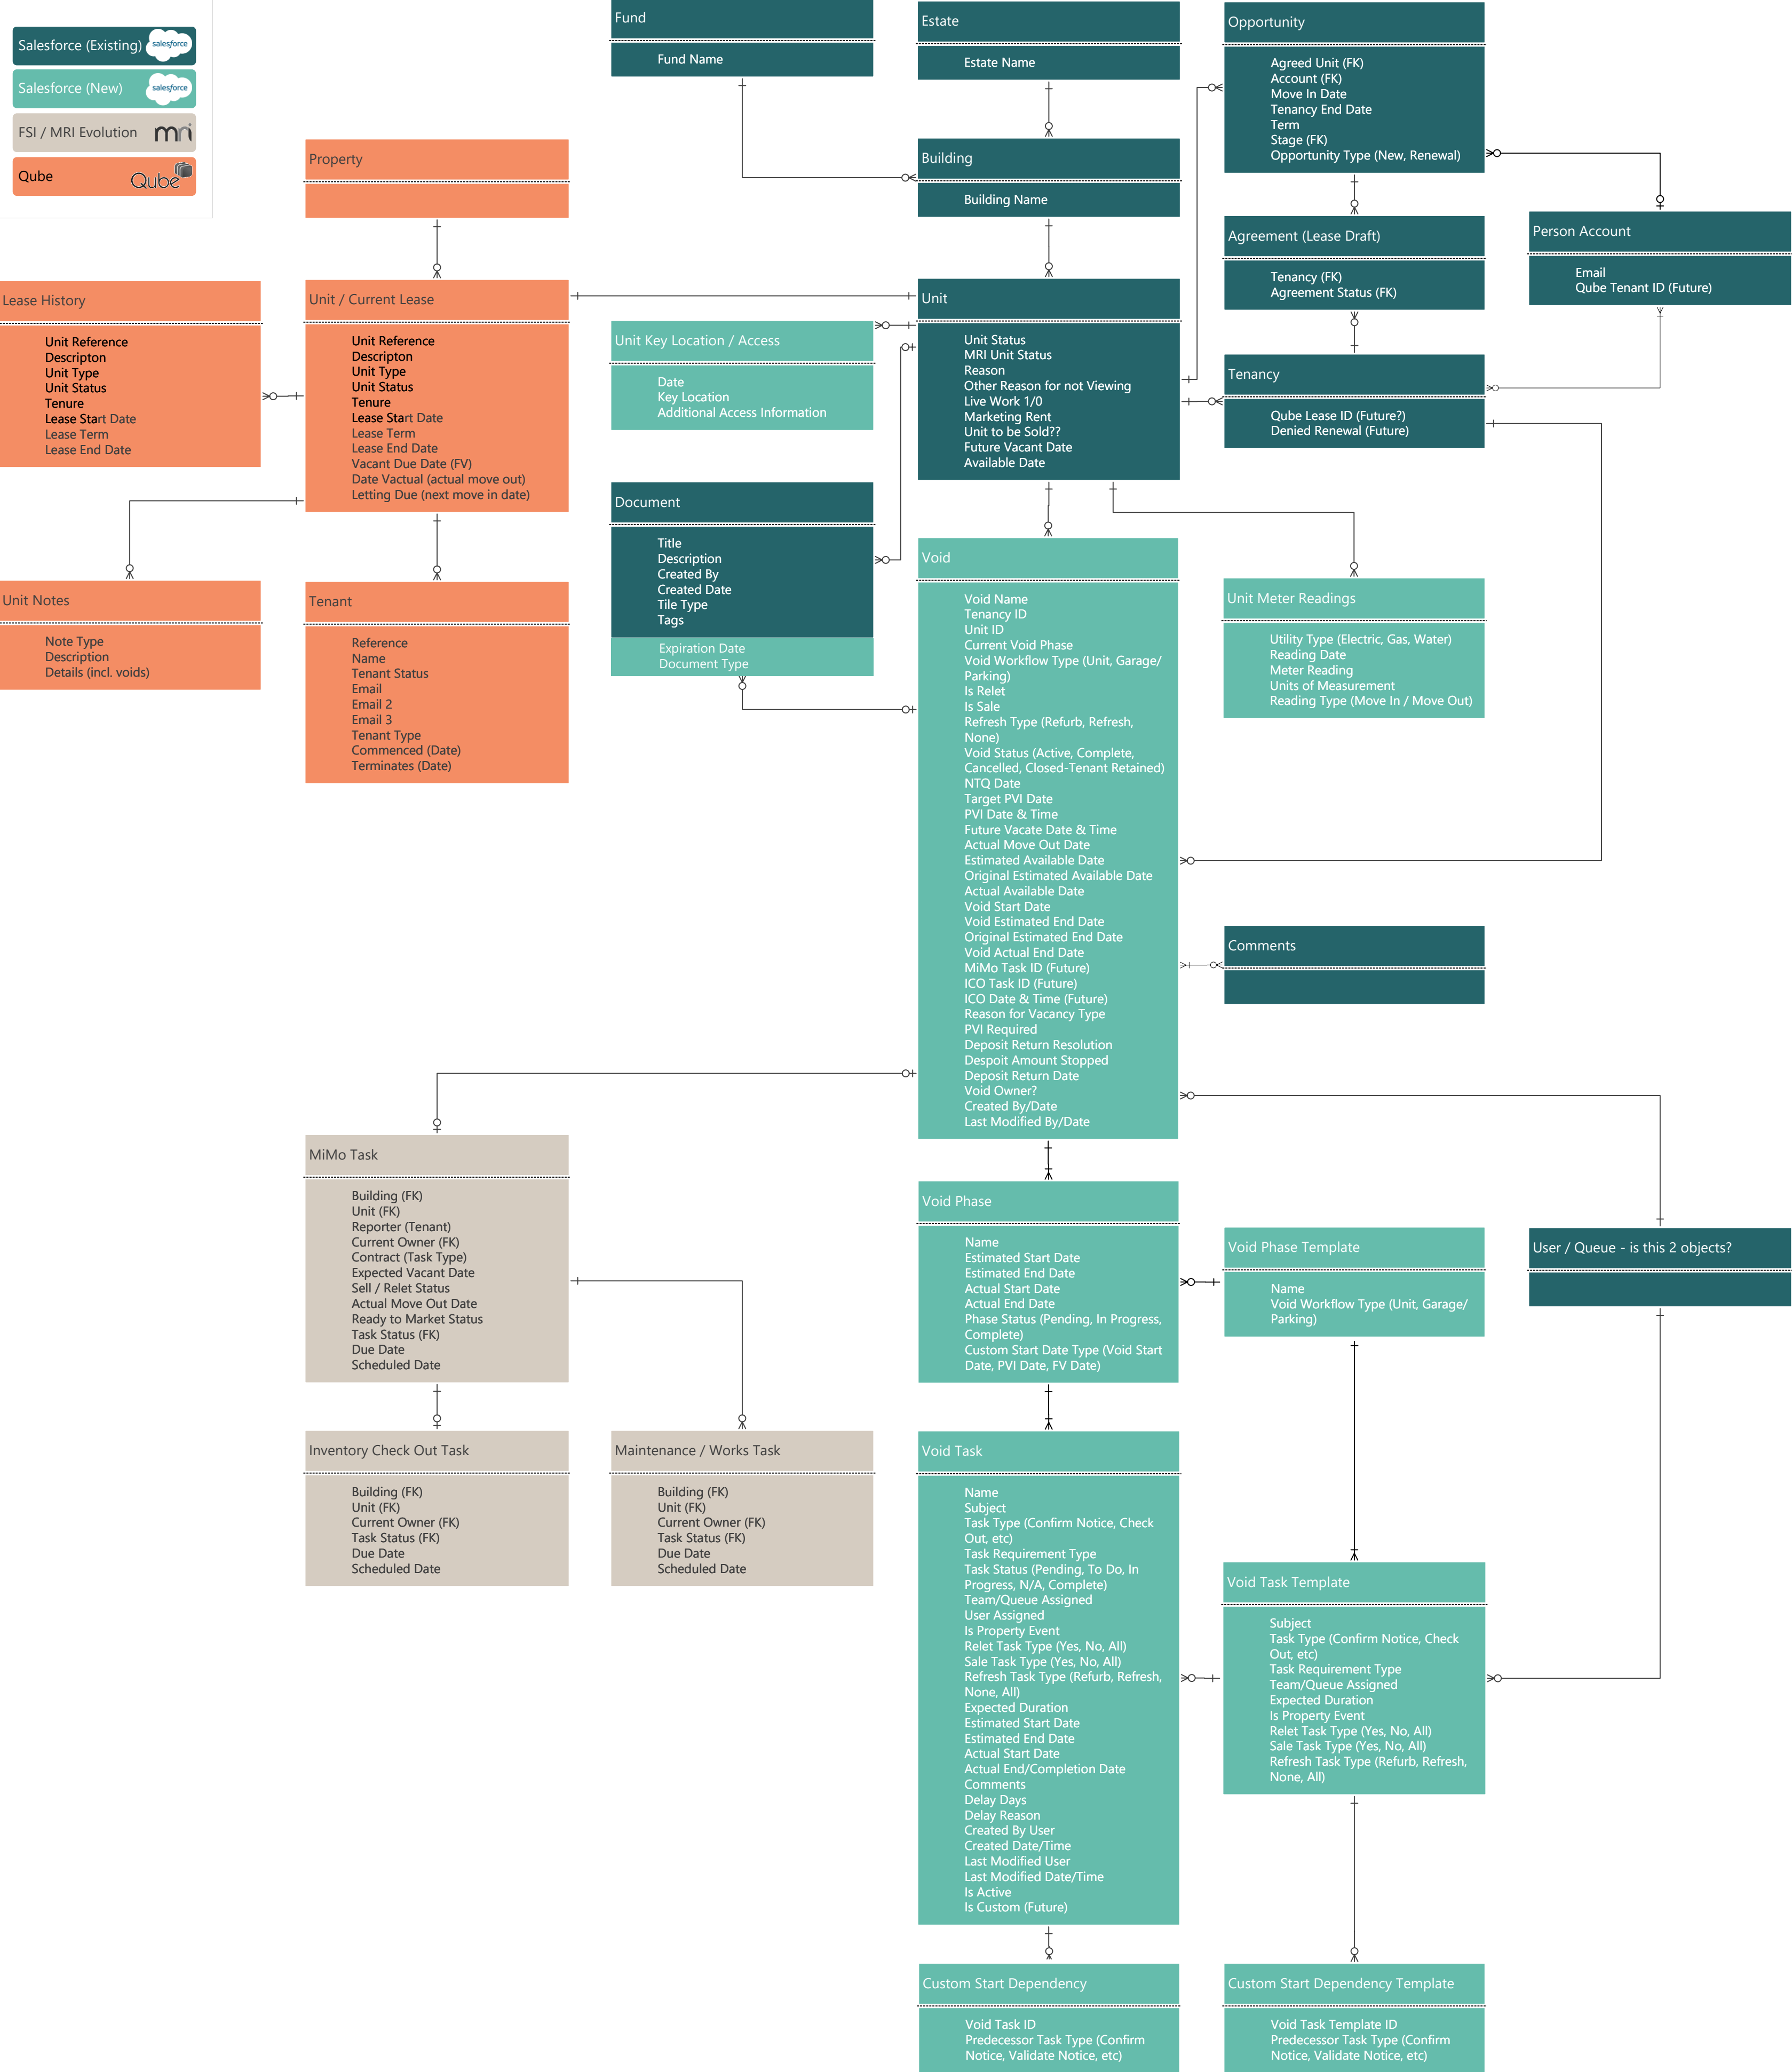 Salesforce (Existing)
salesforce
Salesforce (New)
salesforce
FSI / MRI Evolution
mri
Qube
Qube
Fund
Fund Name
Estate
Estate Name
Opportunity
Agreed Unit (FK)
Account (FK)
Move In Date
Tenancy End Date
Term
Stage (FK)
Opportunity Type (New, Renewal)
Property
Building
Building Name
Agreement (Lease Draft)
Tenancy (FK)
Agreement Status (FK)
Person Account
Email
Qube Tenant ID (Future)
Lease History
Unit Reference
Descripton
Unit Type
Unit Status
Tenure
Lease Start Date
Lease Term
Lease End Date
Unit / Current Lease
Unit Reference
Descripton
Unit Type
Unit Status
Tenure
Lease Start Date
Lease Term
Lease End Date
Vacant Due Date (FV)
Date Vactual (actual move out)
Letting Due (next move in date)
Unit Key Location / Access
Date
Key Location
Additional Access Information
Unit
Unit Status
MRI Unit Status
Reason
Other Reason for not Viewing
Live Work 1/0
Marketing Rent
Unit to be Sold??
Future Vacant Date
Available Date
Tenancy
Qube Lease ID (Future?)
Denied Renewal (Future)
Document
Title
Description
Created By
Created Date
Tile Type
Tags
Expiration Date
Document Type
Unit Notes
Note Type
Description
Details (incl. voids)
Tenant
Reference
Name
Tenant Status
Email
Email 2
Email 3
Tenant Type
Commenced (Date)
Terminates (Date)
Void
Void Name
Tenancy ID
Unit ID
Current Void Phase
Void Workflow Type (Unit, Garage/
Parking)
Is Relet
Is Sale
Refresh Type (Refurb, Refresh,
None)
Void Status (Active, Complete,
Cancelled, Closed-Tenant Retained)
NTQ Date
Target PVI Date
PVI Date & Time
Future Vacate Date & Time
Actual Move Out Date
Estimated Available Date
Original Estimated Available Date
Actual Available Date
Void Start Date
Void Estimated End Date
Original Estimated End Date
Void Actual End Date
MiMo Task ID (Future)
ICO Task ID (Future)
ICO Date & Time (Future)
Reason for Vacancy Type
PVI Required
Deposit Return Resolution
Despoit Amount Stopped
Deposit Return Date
Void Owner?
Created By/Date
Last Modified By/Date
Unit Meter Readings
Utility Type (Electric, Gas, Water)
Reading Date
Meter Reading
Units of Measurement
Reading Type (Move In / Move Out)
Comments
MiMo Task
Building (FK)
Unit (FK)
Reporter (Tenant)
Current Owner (FK)
Contract (Task Type)
Expected Vacant Date
Sell / Relet Status
Actual Move Out Date
Ready to Market Status
Task Status (FK)
Due Date
Scheduled Date
Void Phase
Name
Estimated Start Date
Estimated End Date
Actual Start Date
Actual End Date
Phase Status (Pending, In Progress,
Complete)
Custom Start Date Type (Void Start
Date, PVI Date, FV Date)
Void Phase Template
Name
Void Workflow Type (Unit, Garage/
Parking)
User / Queue - is this 2 objects?
Inventory Check Out Task
Building (FK)
Unit (FK)
Current Owner (FK)
Task Status (FK)
Due Date
Scheduled Date
Maintenance / Works Task
Building (FK)
Unit (FK)
Current Owner (FK)
Task Status (FK)
Due Date
Scheduled Date
Void Task
Name
Subject
Task Type (Confirm Notice, Check
Out, etc)
Task Requirement Type
Task Status (Pending, To Do, In
Progress, N/A, Complete)
Team/Queue Assigned
User Assigned
Is Property Event
Relet Task Type (Yes, No, All)
Sale Task Type (Yes, No, All)
Refresh Task Type (Refurb, Refresh,
None, All)
Expected Duration
Estimated Start Date
Estimated End Date
Actual Start Date
Actual End/Completion Date
Comments
Delay Days
Delay Reason
Created By User
Created Date/Time
Last Modified User
Last Modified Date/Time
Is Active
Is Custom (Future)
Void Task Template
Subject
Task Type (Confirm Notice, Check
Out, etc)
Task Requirement Type
Team/Queue Assigned
Expected Duration
Is Property Event
Relet Task Type (Yes, No, All)
Sale Task Type (Yes, No, All)
Refresh Task Type (Refurb, Refresh,
None, All)
Custom Start Dependency
Void Task ID
Predecessor Task Type (Confirm
Notice, Validate Notice, etc)
Custom Start Dependency Template
Void Task Template ID
Predecessor Task Type (Confirm
Notice, Validate Notice, etc)